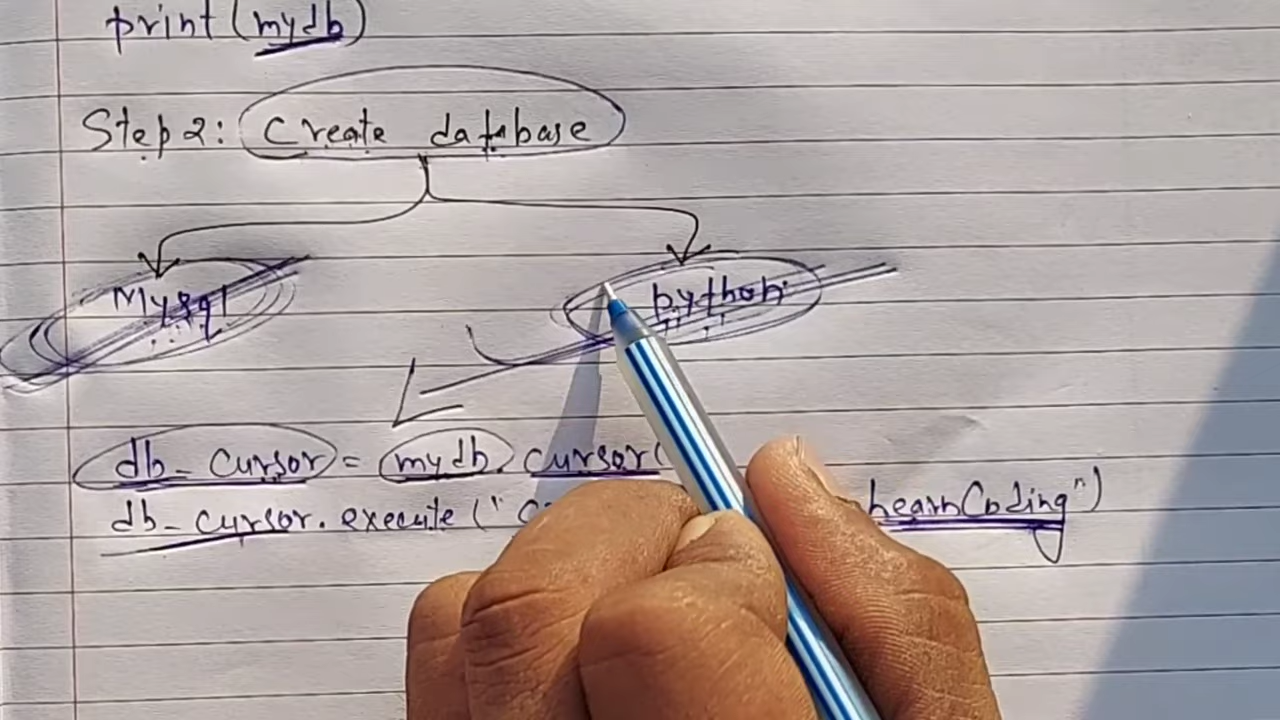 print (mydb)
Step 2: Create database
Mysql python
db_cursor = mydb. cursor(
db_cursor.execute (" LearnCoding")